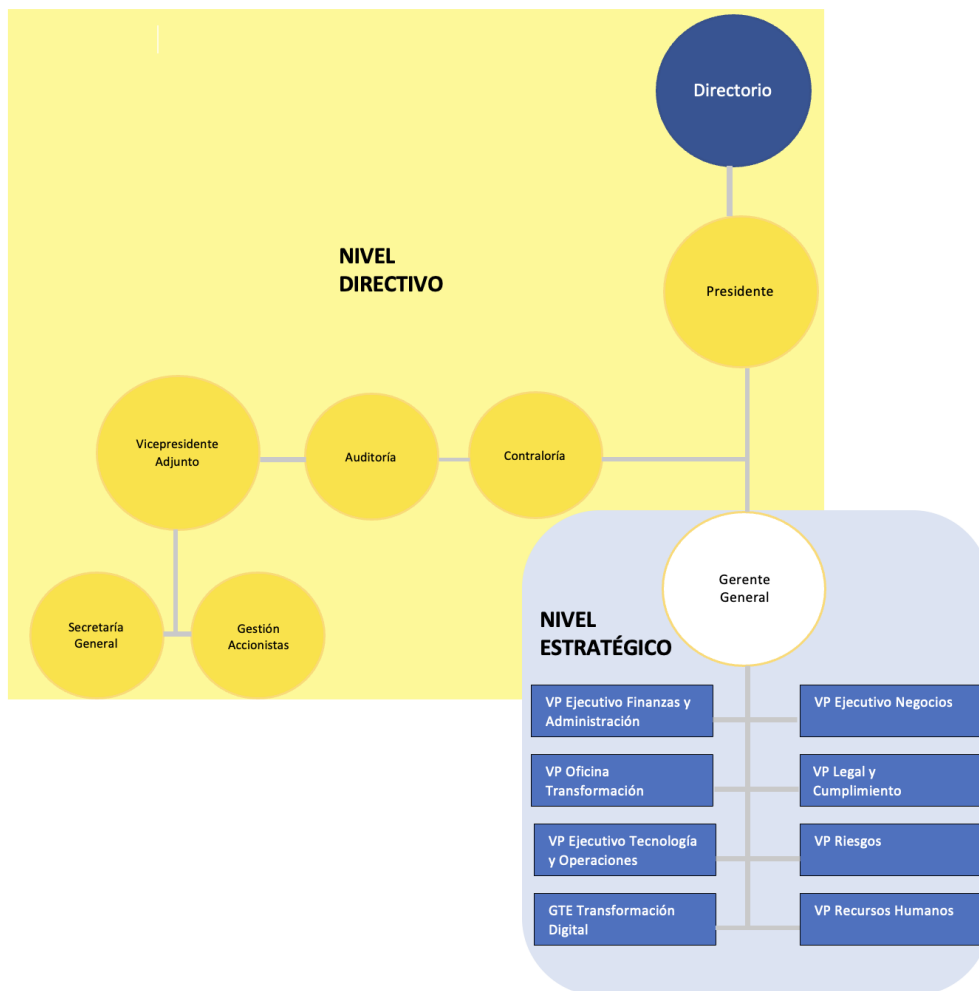 Directorio
NIVEL
DIRECTIVO
Presidente
Vicepresidente
Adjunto
Auditoría
Contraloría
Secretaría
General
Gestión
Accionistas
Gerente
General
NIVEL
ESTRATÉGICO
VP Ejecutivo Finanzas y
Administración
VP Ejecutivo Negocios
VP Oficina
Transformación
VP Legal y
Cumplimiento
VP Ejecutivo Tecnología
y Operaciones
VP Riesgos
GTE Transformación
Digital
VP Recursos Humanos